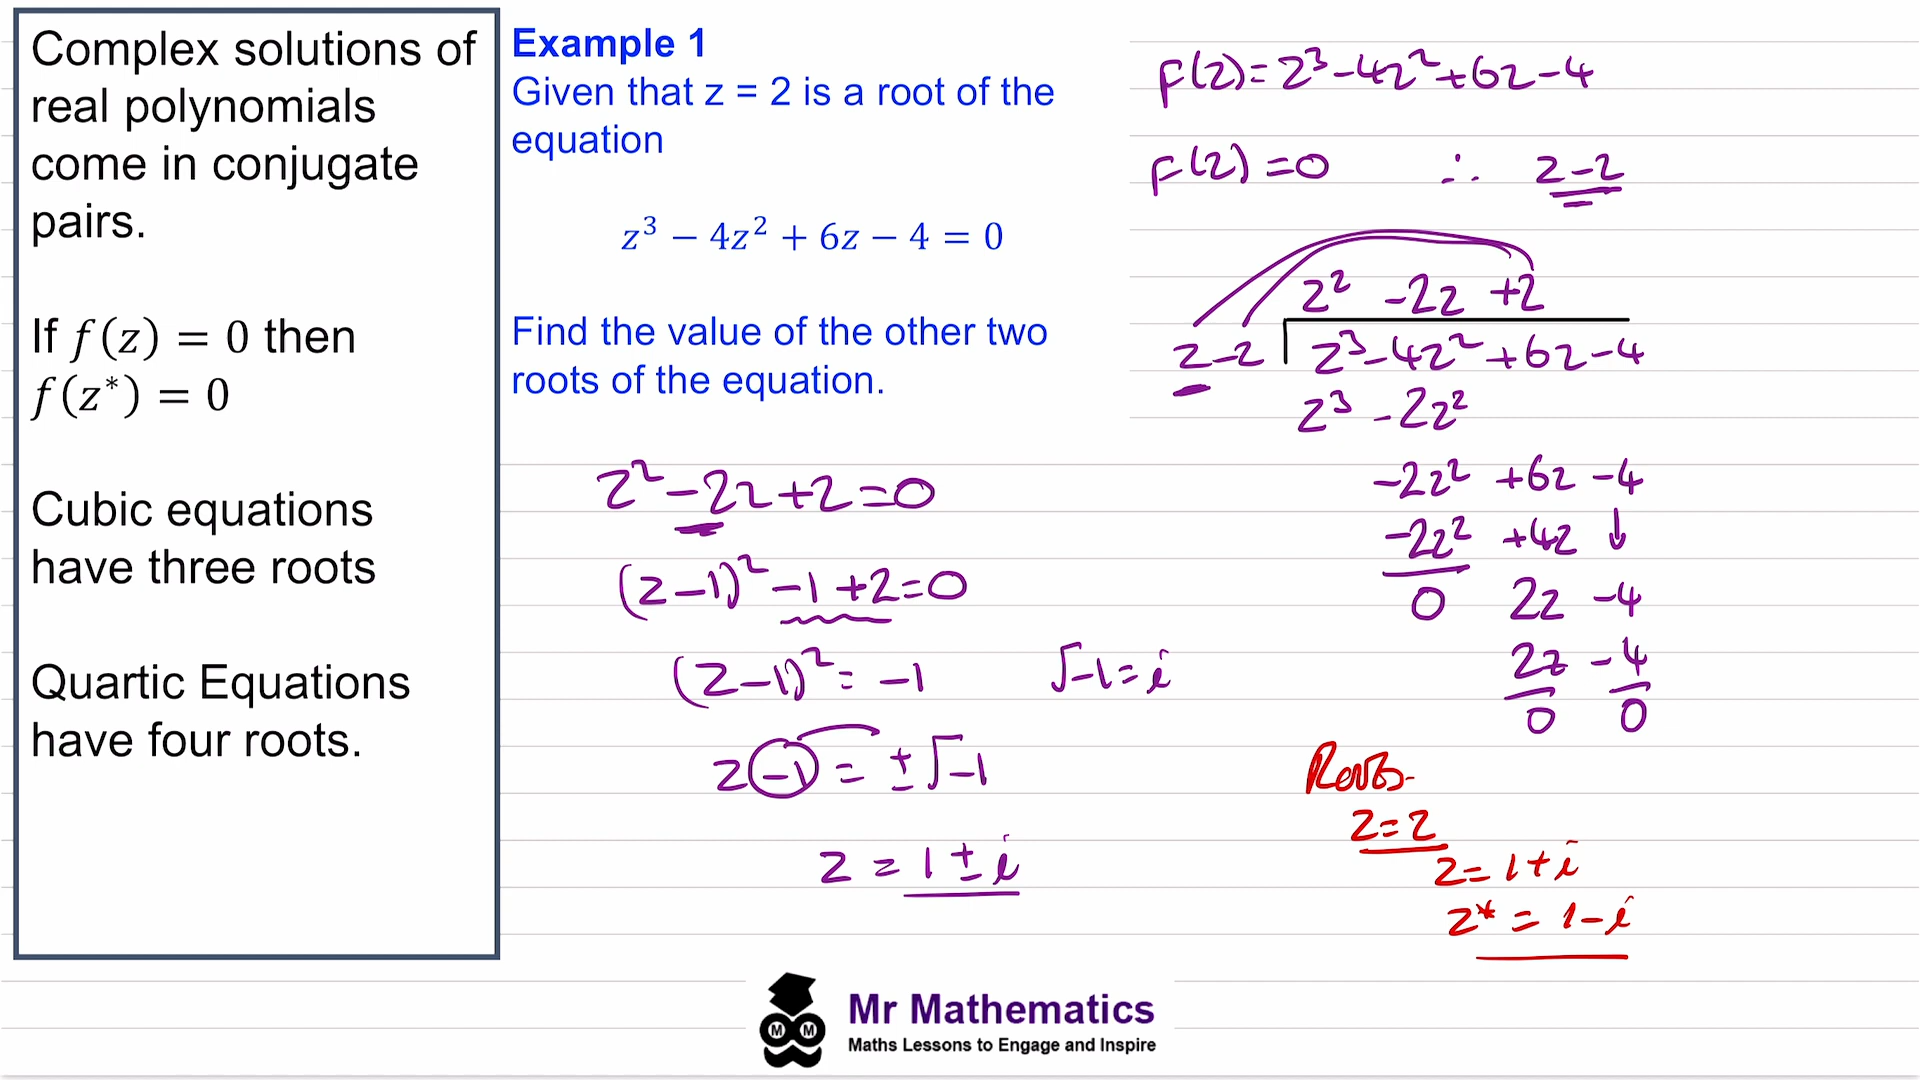 Complex solutions of
real polynomials
come in conjugate
pairs.
If f(z) = 0 then
f(z*) = 0
Cubic equations
have three roots
Quartic Equations
have four roots.
Example 1
Given that z = 2 is a root of the
equation
z³ − 4z² + 6z − 4 = 0
Find the value of the other two
roots of the equation.
z² − 2z + 2 = 0
(z − 1)² − 1 + 2 = 0
(z − 1)² = −1 √−1 = i
z − 1 = ± √−1
z = 1 ± i
F(z) = z³ − 4z² + 6z − 4
F(2) = 0 ∴ z − 2
z² − 2z + 2
z − 2 z³ − 4z² + 6z − 4
z³ − 2z²
−2z² + 6z − 4
−2z² + 4z ↓
0 2z − 4
2z − 4
0 0
Roots
z = 2
z = 1 + i
z* = 1 − i
M M
Mr Mathematics
Maths Lessons to Engage and Inspire